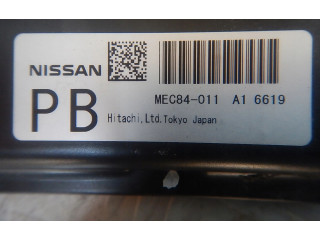 NISSAN
PB
MEC84-011 A1 6619
Hitachi,Ltd.Tokyo Japan